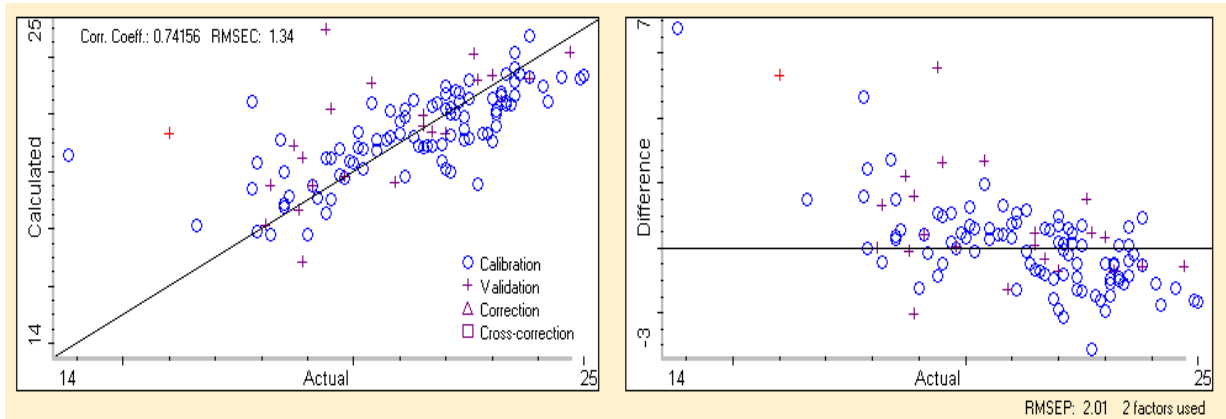 25
Corr. Coeff.: 0.74156 RMSEC: 1.34
Calculated
14
Calibration
Validation
Correction
Cross-correction
14
Actual
25
7
Difference
-3
14
Actual
25
RMSEP: 2.01 2 factors used